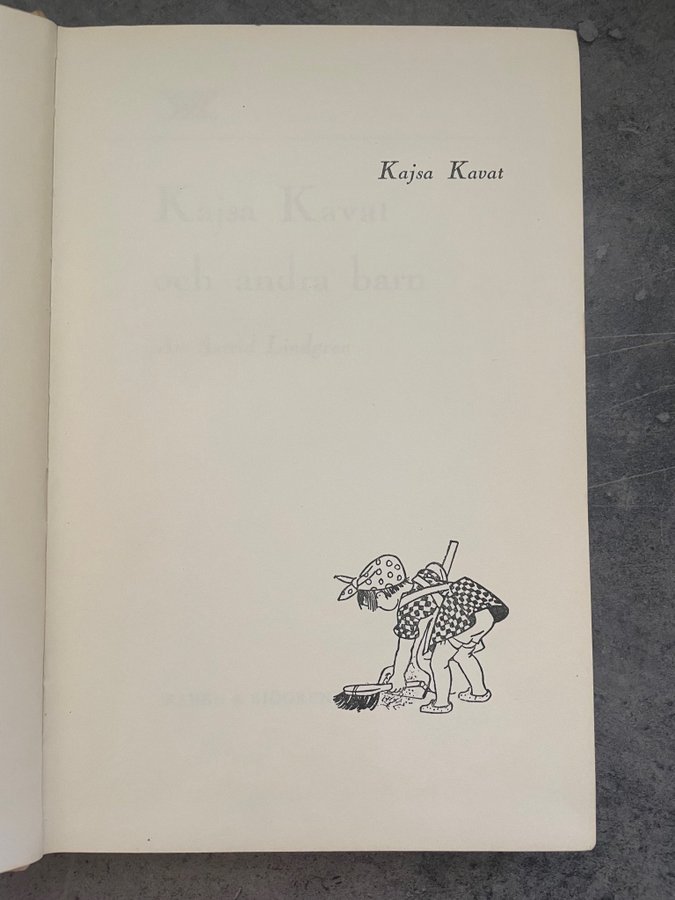 Kajsa Kavat
Kajsa Kavat
och andra barn
Av Astrid Lindgren